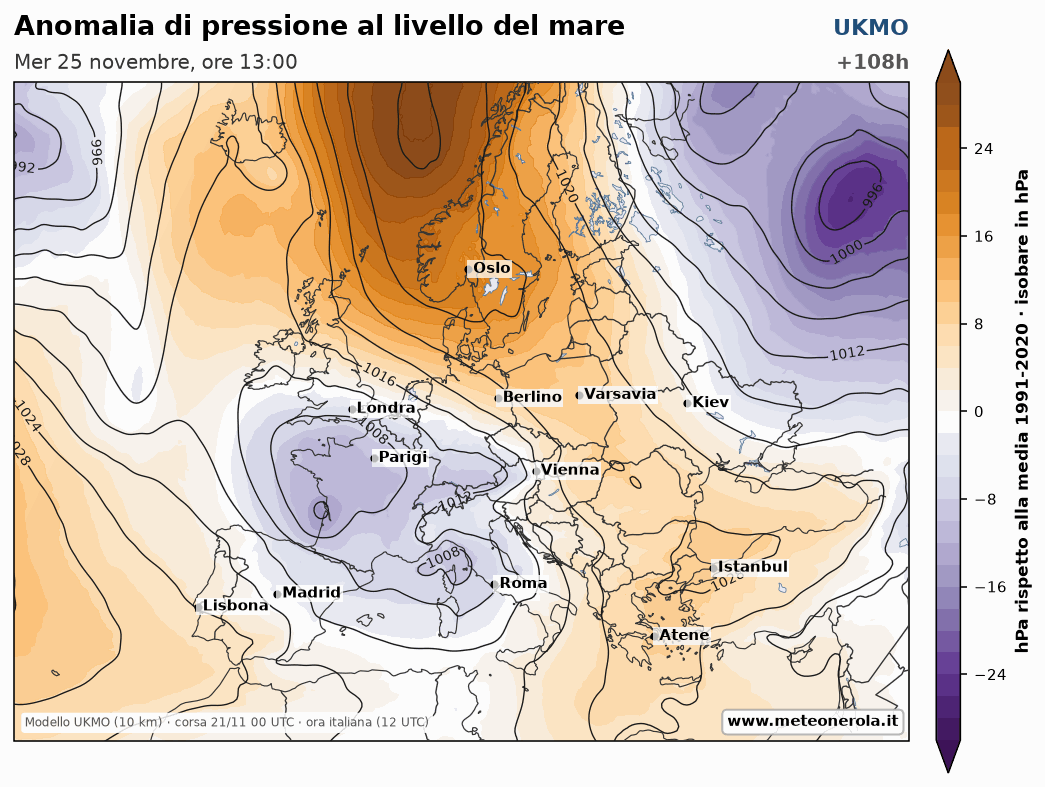 Anomalia di pressione al livello del mare
UKMO
Mer 25 novembre, ore 13:00
+108h
992
996
1020
996
1000
1012
1016
1024
028
1008
1012
1008
1020
Oslo
Londra
Berlino
Varsavia
Kiev
Parigi
Vienna
Madrid
Lisbona
Roma
Istanbul
Atene
Modello UKMO (10 km) · corsa 21/11 00 UTC · ora italiana (12 UTC)
www.meteonerola.it
24
16
8
0
−8
−16
−24
hPa rispetto alla media 1991-2020 · isobare in hPa